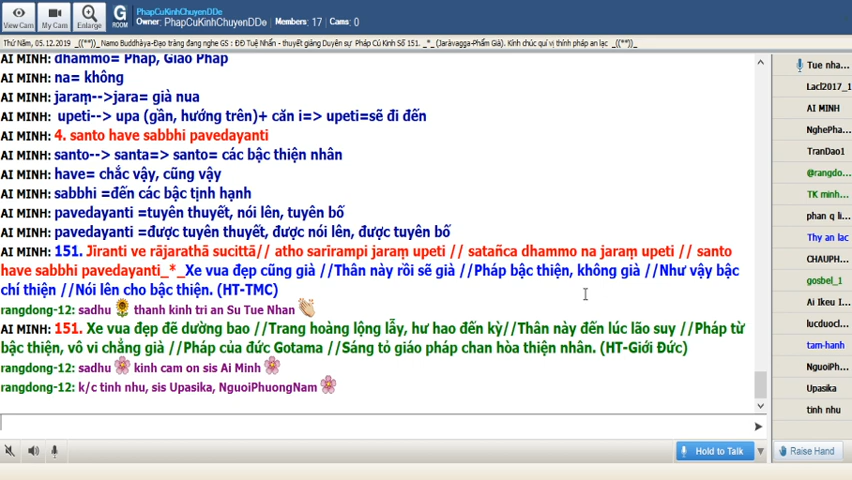 PhapCuKinhChuyenDDe
Owner: PhapCuKinhChuyenDDe Members: 17 Cams: 0
View Cam My Cam Enlarge G ROOM
Thứ Năm, 05.12.2019 _((**))_ Namo Buddhàya-Đạo tràng đang nghe GS : ĐĐ Tuệ Nhẫn - thuyết giảng Duyên sự Pháp Cú Kinh Số 151. _*_ (Jaràvagga-Phẩm Già). Kính chúc quí vị thính pháp an lạc _((**))_
AI MINH: dhammo= Pháp, Giáo Pháp
AI MINH: na= không
AI MINH: jaraṃ-->jara= già nua
AI MINH: upeti--> upa (gần, hướng trên)+ căn i=> upeti=sẽ đi đến
AI MINH: 4. santo have sabbhi pavedayanti
AI MINH: santo--> santa=> santo= các bậc thiện nhân
AI MINH: have= chắc vậy, cũng vậy
AI MINH: sabbhi =đến các bậc tịnh hạnh
AI MINH: pavedayanti =tuyên thuyết, nói lên, tuyên bố
AI MINH: pavedayanti =được tuyên thuyết, được nói lên, được tuyên bố
AI MINH: 151. Jīranti ve rājarathā sucittā// atho sarīrampi jaraṃ upeti // satañca dhammo na jaraṃ upeti // santo
have sabbhi pavedayanti_*_Xe vua đẹp cũng già //Thân này rồi sẽ già //Pháp bậc thiện, không già //Như vậy bậc
chí thiện //Nói lên cho bậc thiện. (HT-TMC)
rangdong-12: sadhu thanh kinh tri an Su Tue Nhan
AI MINH: 151. Xe vua đẹp đẽ dường bao //Trang hoàng lộng lẫy, hư hao đến kỳ//Thân này đến lúc lão suy //Pháp từ
bậc thiện, vô vi chẳng già //Pháp của đức Gotama //Sáng tỏ giáo pháp chan hòa thiện nhân. (HT-Giới Đức)
rangdong-12: sadhu kinh cam on sis Ai Minh
rangdong-12: k/c tinh nhu, sis Upasika, NguoiPhuongNam
Hold to Talk
Raise Hand
Tue nha...
Lacl2017_1
AI MINH
NghePha...
TranDao1
@rangdo...
TK minh...
phan q li...
Thy an lac
CHAUPH...
gosbel_1
Ai Ikeu I...
lucduocl...
tam-hanh
NguoiPh...
Upasika
tinh nhu